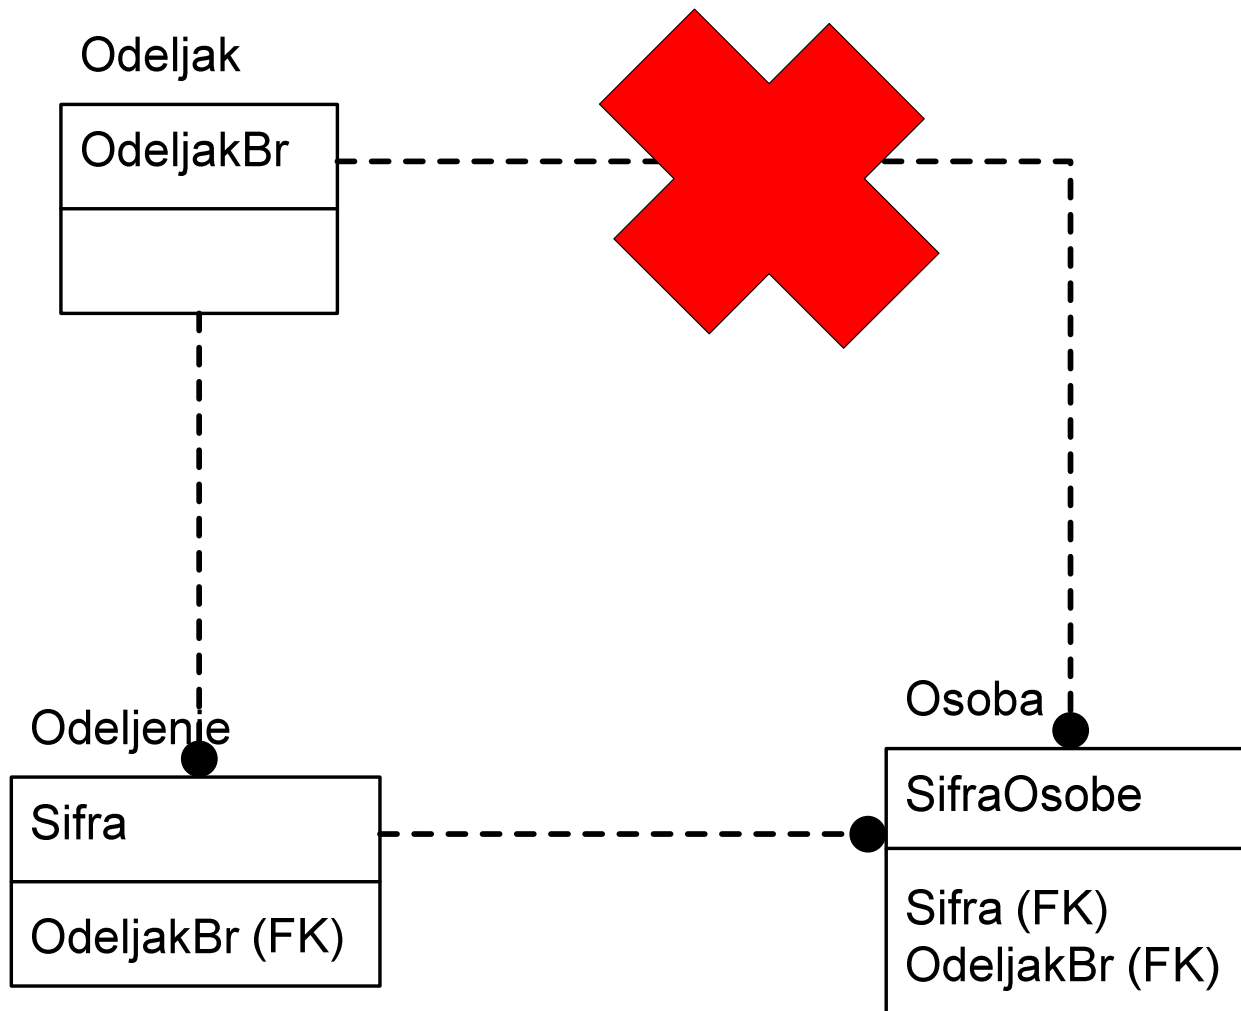 Odeljak
OdeljakBr
Odeljenje
Sifra
OdeljakBr (FK)
Osoba
SifraOsobe
Sifra (FK)
OdeljakBr (FK)